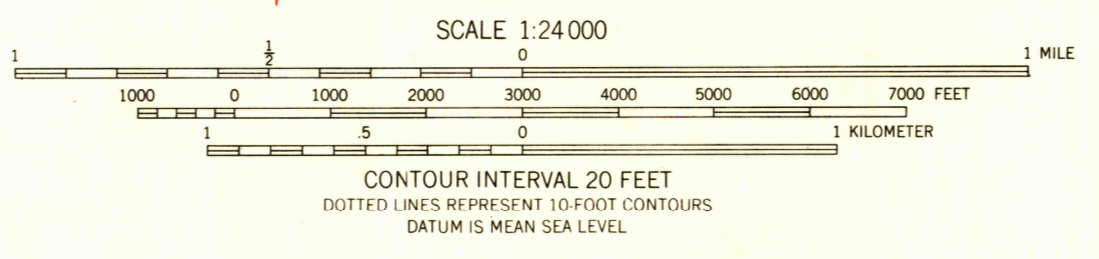 SCALE 1:24 000
1 1/2 0 1 MILE
1000 0 1000 2000 3000 4000 5000 6000 7000 FEET
1 .5 0 1 KILOMETER
CONTOUR INTERVAL 20 FEET
DOTTED LINES REPRESENT 10-FOOT CONTOURS
DATUM IS MEAN SEA LEVEL